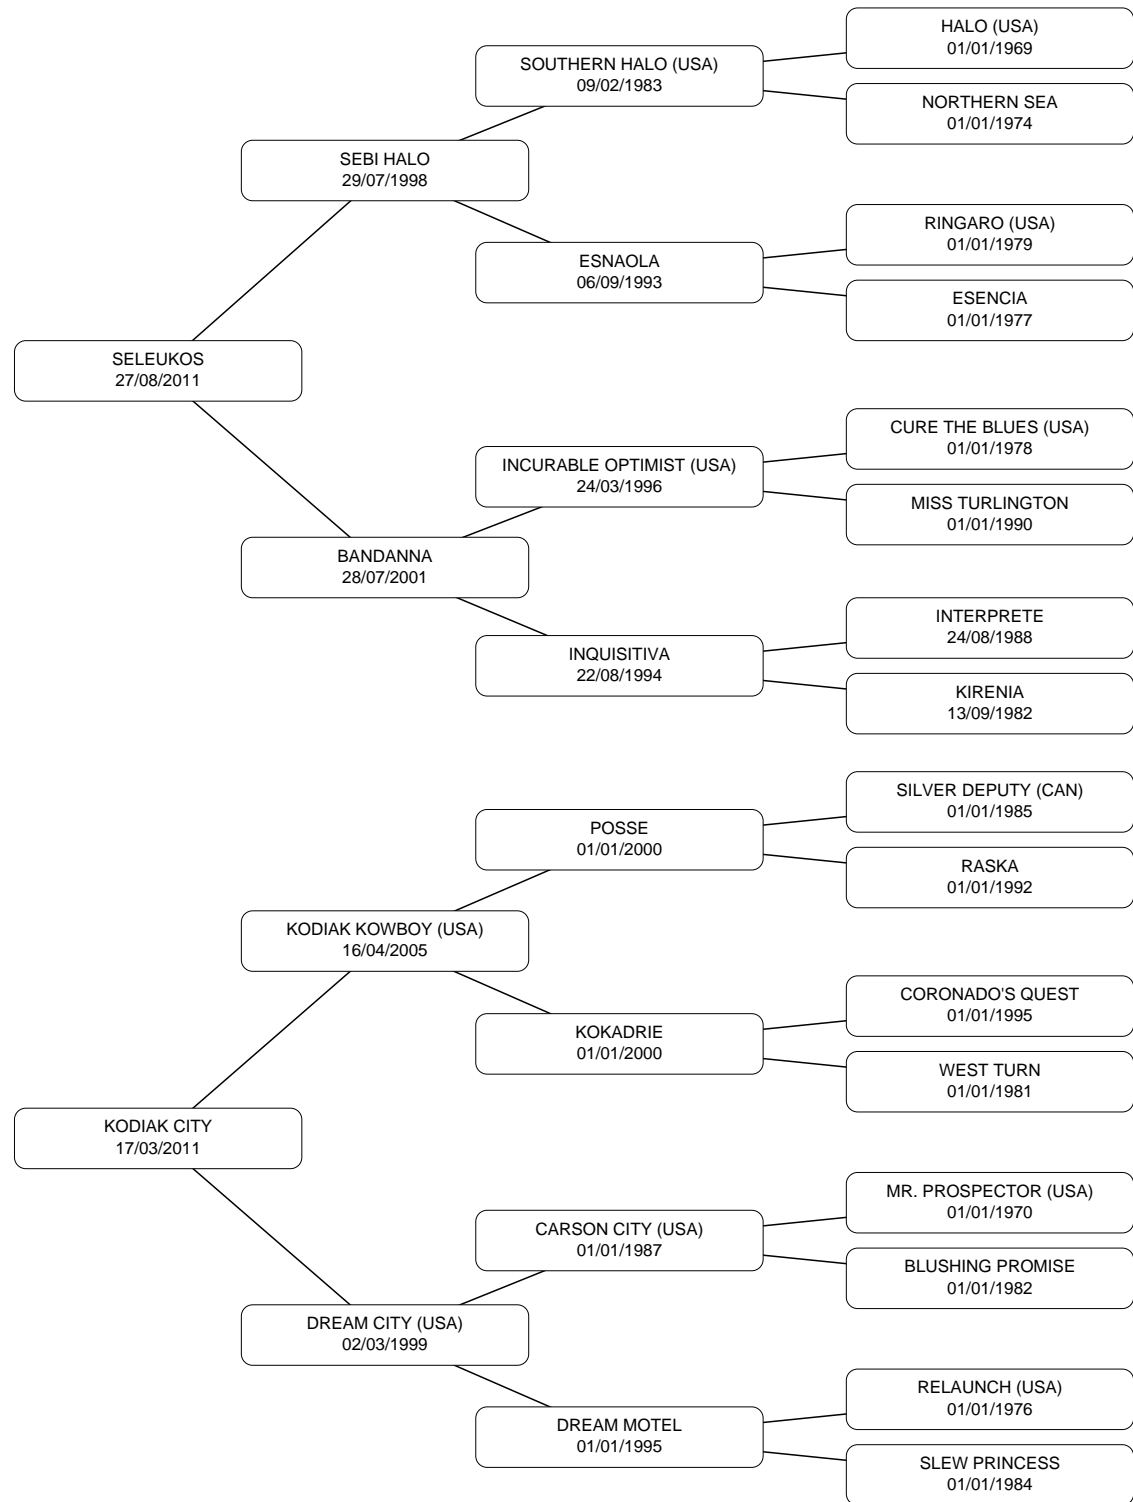 HALO (USA)
01/01/1969
SOUTHERN HALO (USA)
09/02/1983
NORTHERN SEA
01/01/1974
SEBI HALO
29/07/1998
RINGARO (USA)
01/01/1979
ESNAOLA
06/09/1993
ESENCIA
01/01/1977
SELEUKOS
27/08/2011
CURE THE BLUES (USA)
01/01/1978
INCURABLE OPTIMIST (USA)
24/03/1996
MISS TURLINGTON
01/01/1990
BANDANNA
28/07/2001
INTERPRETE
24/08/1988
INQUISITIVA
22/08/1994
KIRENIA
13/09/1982
SILVER DEPUTY (CAN)
01/01/1985
POSSE
01/01/2000
RASKA
01/01/1992
KODIAK KOWBOY (USA)
16/04/2005
CORONADO'S QUEST
01/01/1995
KOKADRIE
01/01/2000
WEST TURN
01/01/1981
KODIAK CITY
17/03/2011
MR. PROSPECTOR (USA)
01/01/1970
CARSON CITY (USA)
01/01/1987
BLUSHING PROMISE
01/01/1982
DREAM CITY (USA)
02/03/1999
RELAUNCH (USA)
01/01/1976
DREAM MOTEL
01/01/1995
SLEW PRINCESS
01/01/1984